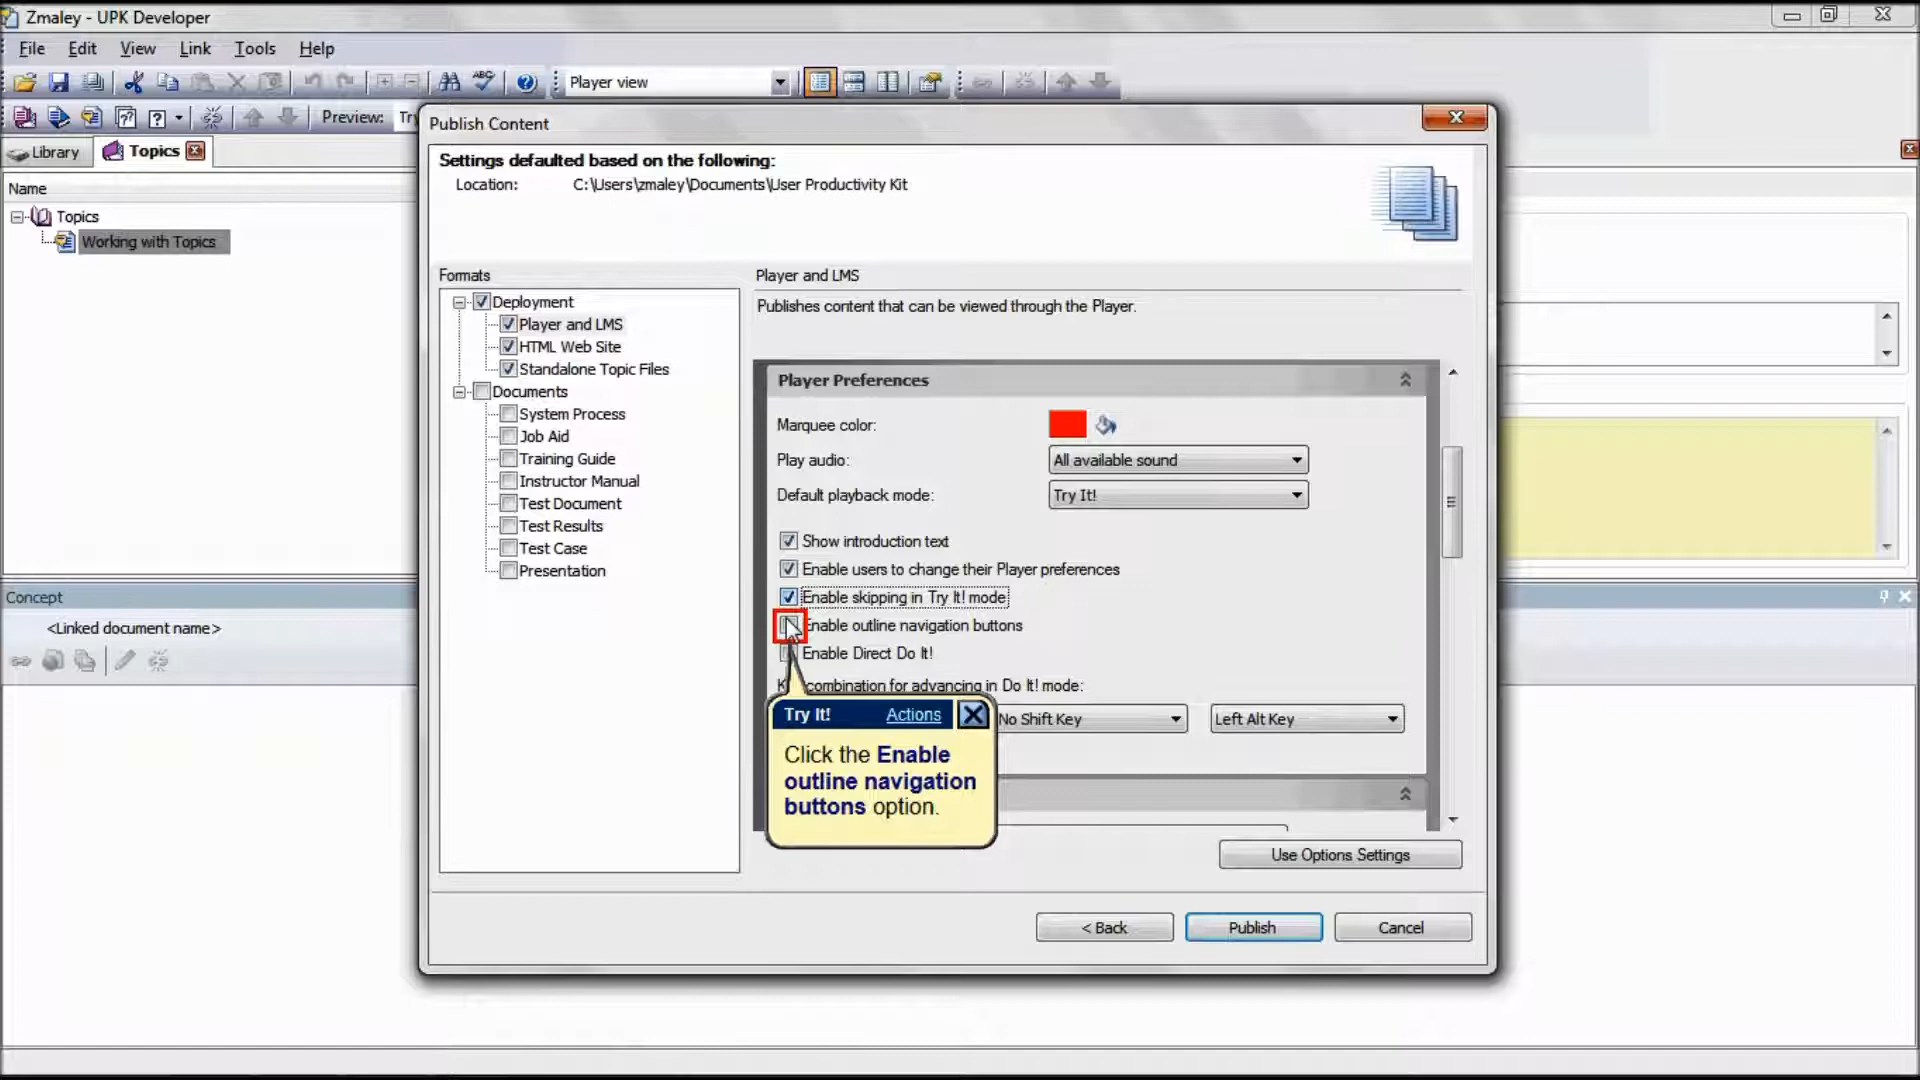 Zmaley - UPK Developer
File Edit View Link Tools Help
Player view
Preview: Try
Library Topics
Name
Topics
Working with Topics
Concept
<Linked document name>
Publish Content
Settings defaulted based on the following:
Location: C:\Users\zmaley\Documents\User Productivity Kit
Formats
Deployment
Player and LMS
HTML Web Site
Standalone Topic Files
Documents
System Process
Job Aid
Training Guide
Instructor Manual
Test Document
Test Results
Test Case
Presentation
Player and LMS
Publishes content that can be viewed through the Player.
Player Preferences
Marquee color:
Play audio: All available sound
Default playback mode: Try It!
Show introduction text
Enable users to change their Player preferences
Enable skipping in Try It! mode
Enable outline navigation buttons
Enable Direct Do It!
combination for advancing in Do It! mode:
No Shift Key Left Alt Key
Try It! Actions
Click the Enable
outline navigation
buttons option.
Use Options Settings
< Back Publish Cancel